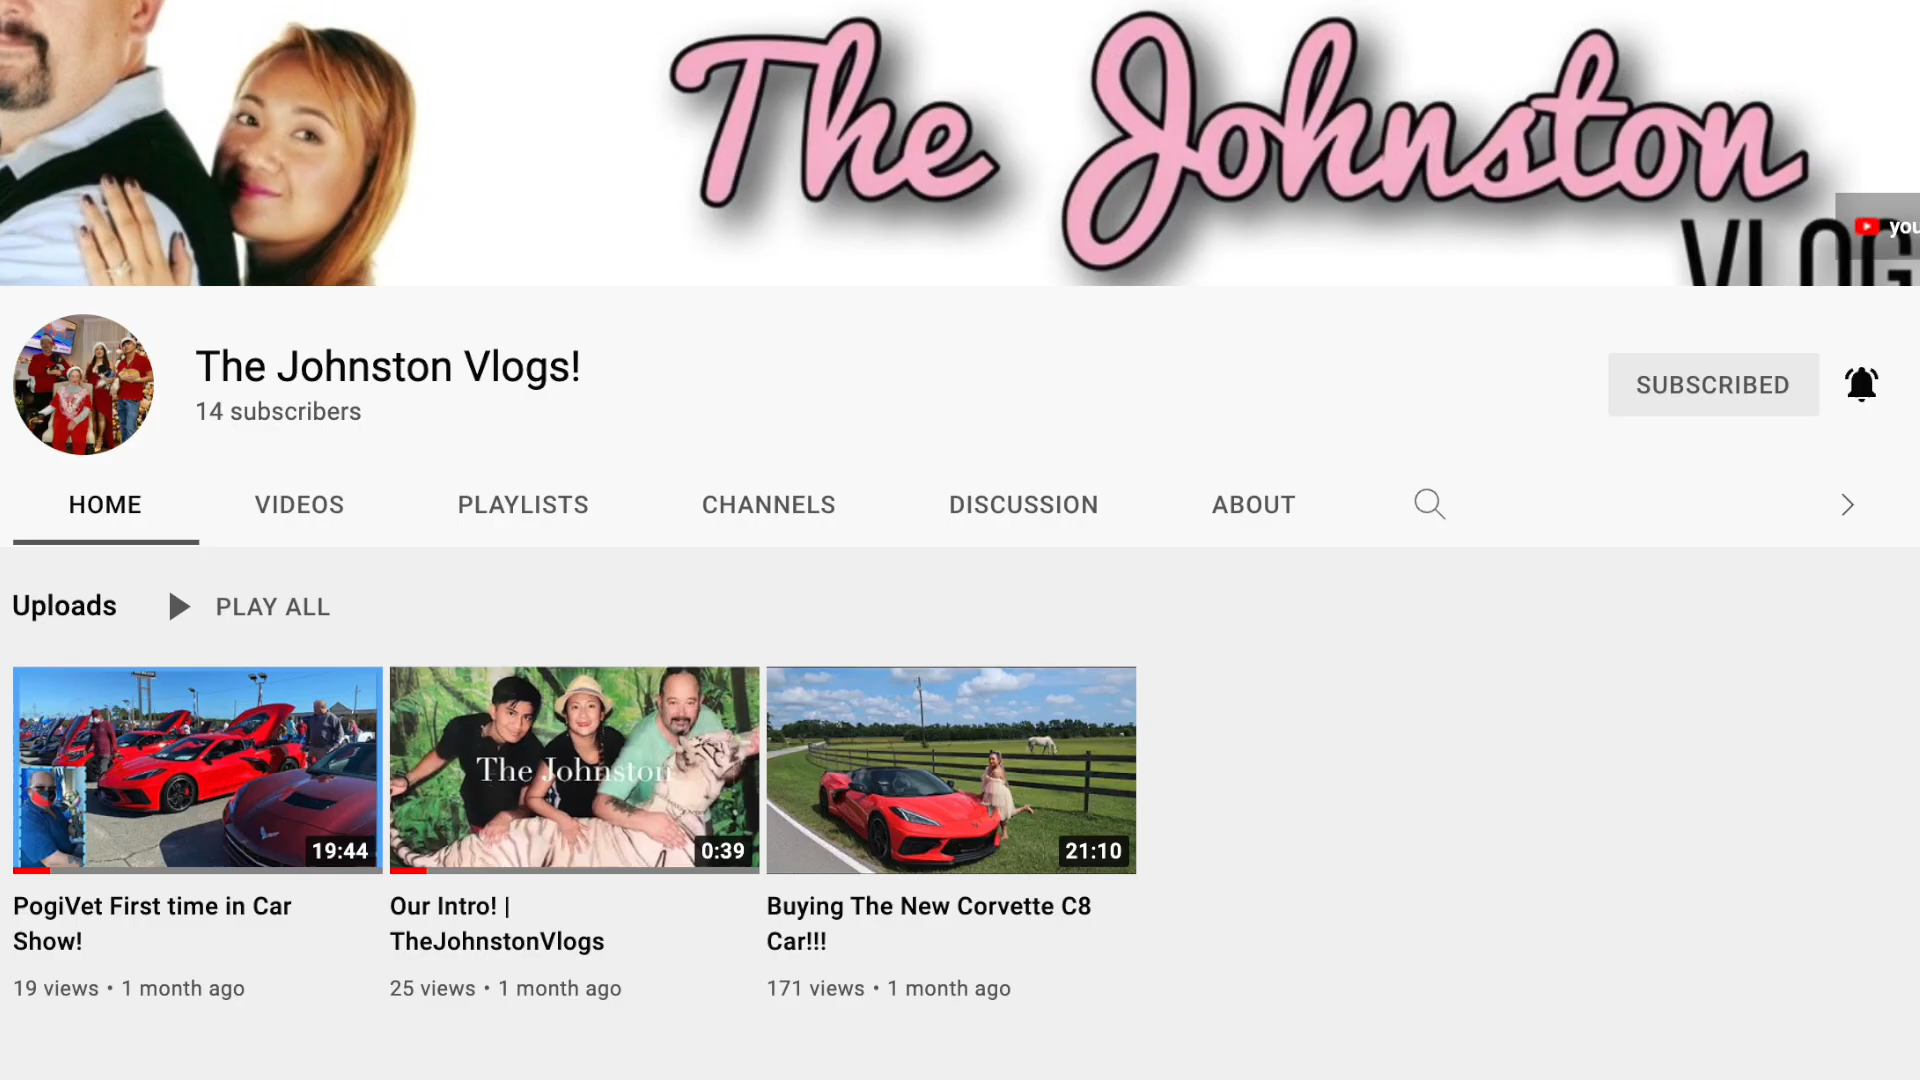 The Johnston
VLOG
you
The Johnston Vlogs!
14 subscribers
SUBSCRIBED
HOME
VIDEOS
PLAYLISTS
CHANNELS
DISCUSSION
ABOUT
Uploads
PLAY ALL
The Johnston
19:44
0:39
21:10
PogiVet First time in Car
Show!
19 views • 1 month ago
Our Intro! |
TheJohnstonVlogs
25 views • 1 month ago
Buying The New Corvette C8
Car!!!
171 views • 1 month ago